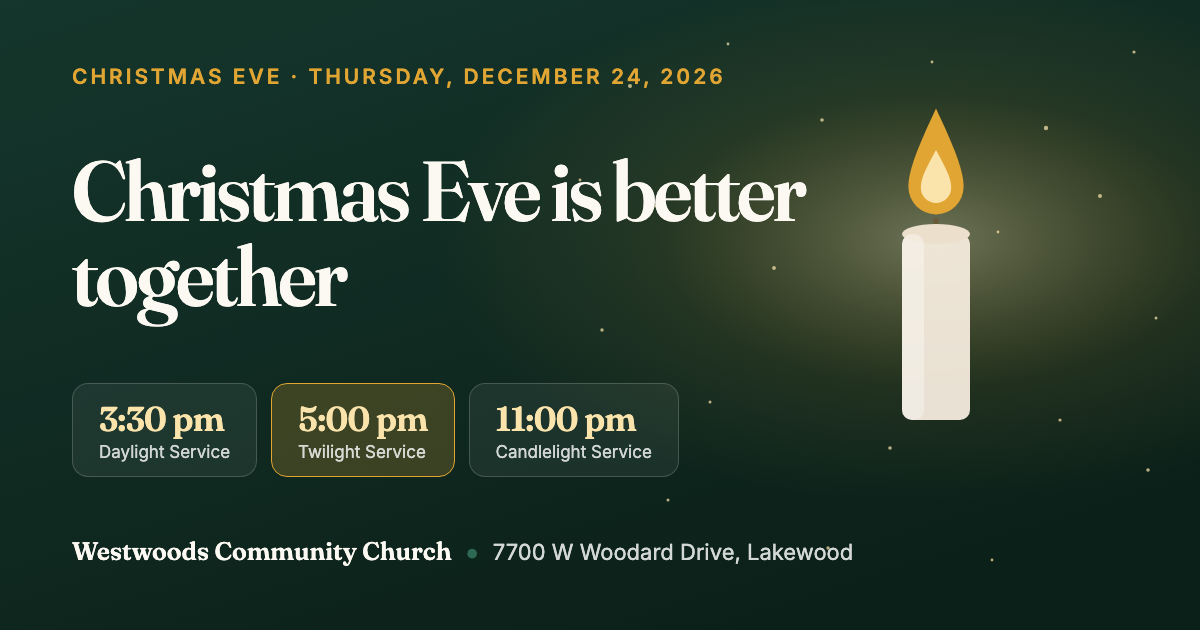 CHRISTMAS EVE · THURSDAY, DECEMBER 24, 2026
Christmas Eve is better
together
3:30 pm
Daylight Service
5:00 pm
Twilight Service
11:00 pm
Candlelight Service
Westwoods Community Church • 7700 W Woodard Drive, Lakewood